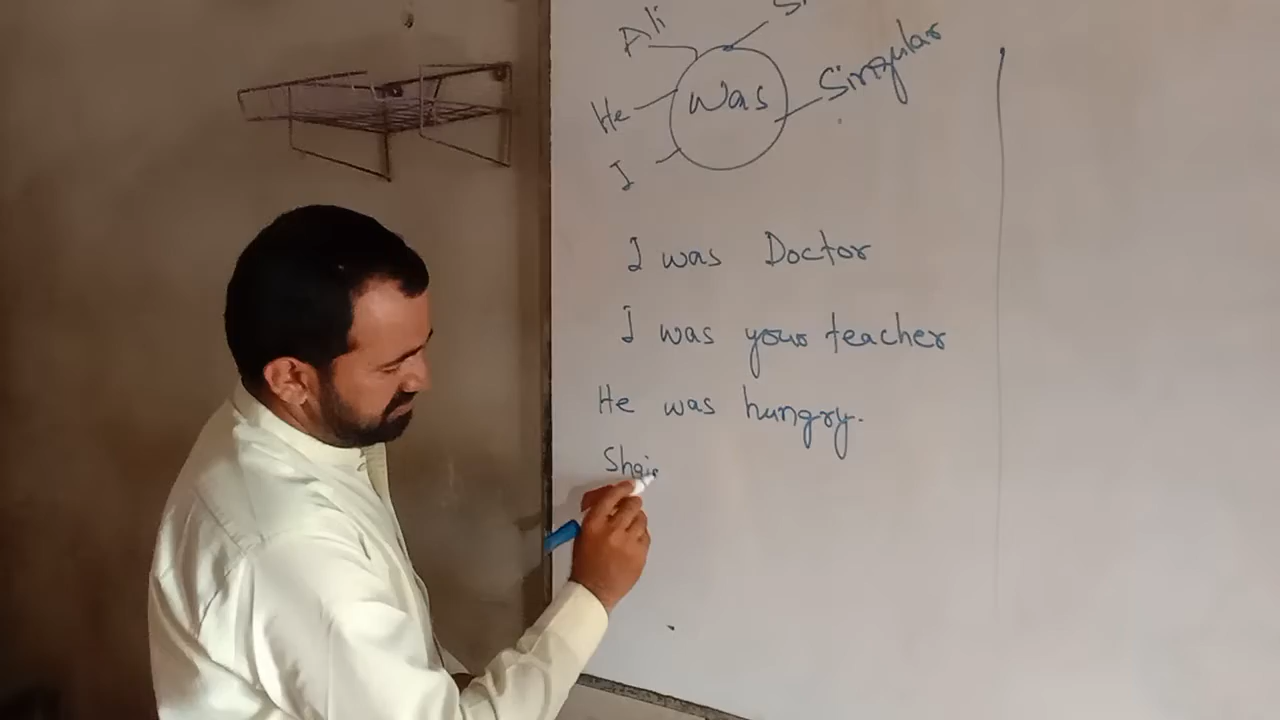 Ali
He
I
Was
Singular
I was Doctor
I was your teacher
He was hungry.